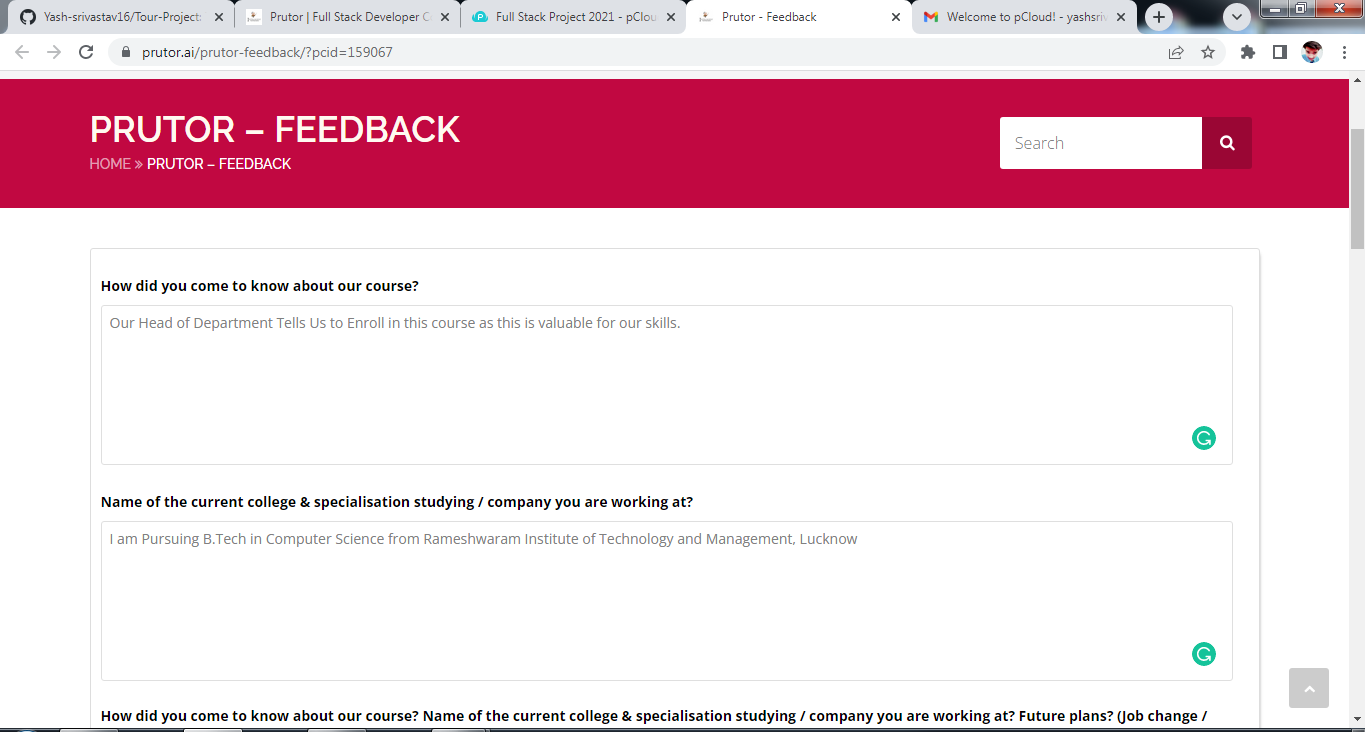 Yash-srivastav16/Tour-Project:
Prutor | Full Stack Developer C
Full Stack Project 2021 - pClou
Prutor - Feedback
Welcome to pCloud! - yashsriv
prutor.ai/prutor-feedback/?pcid=159067
PRUTOR – FEEDBACK
HOME » PRUTOR – FEEDBACK
Search
How did you come to know about our course?
Our Head of Department Tells Us to Enroll in this course as this is valuable for our skills.
Name of the current college & specialisation studying / company you are working at?
I am Pursuing B.Tech in Computer Science from Rameshwaram Institute of Technology and Management, Lucknow
How did you come to know about our course? Name of the current college & specialisation studying / company you are working at? Future plans? (Job change /